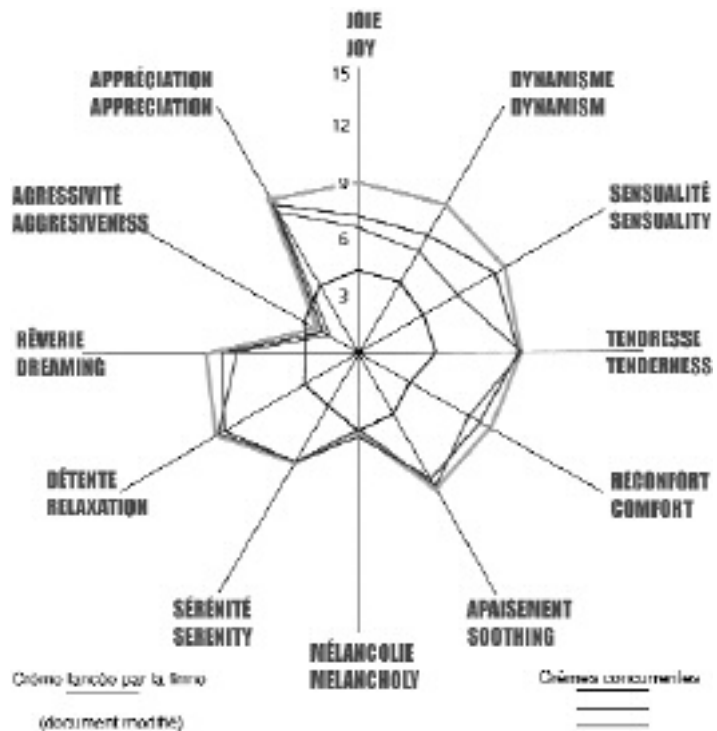 JOIE
JOY
15
12
9
6
3
DYNAMISME
DYNAMISM
SENSUALITÉ
SENSUALITY
TENDRESSE
TENDERNESS
RÉCONFORT
COMFORT
APAISEMENT
SOOTHING
MÉLANCOLIE
MELANCHOLY
SÉRÉNITÉ
SERENITY
DÉTENTE
RELAXATION
RÊVERIE
DREAMING
AGRESSIVITÉ
AGGRESIVENESS
APPRÉCIATION
APPRECIATION
Crème lancée par la firme
(document modifié)
Crèmes concurrentes